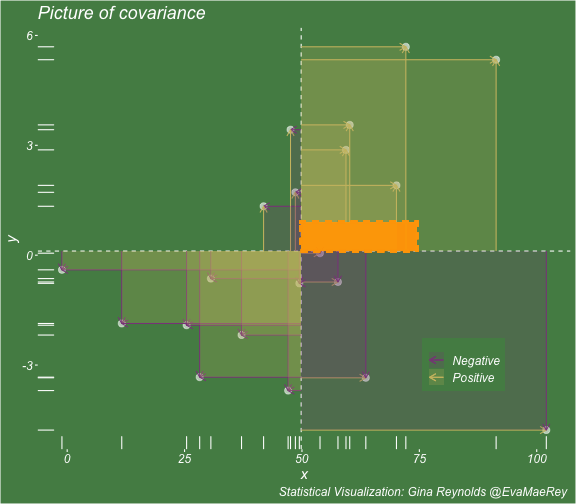 Picture of covariance
6
3
0
-3
y
Negative
Positive
0
25
50
75
100
x
Statistical Visualization: Gina Reynolds @EvaMaeRey